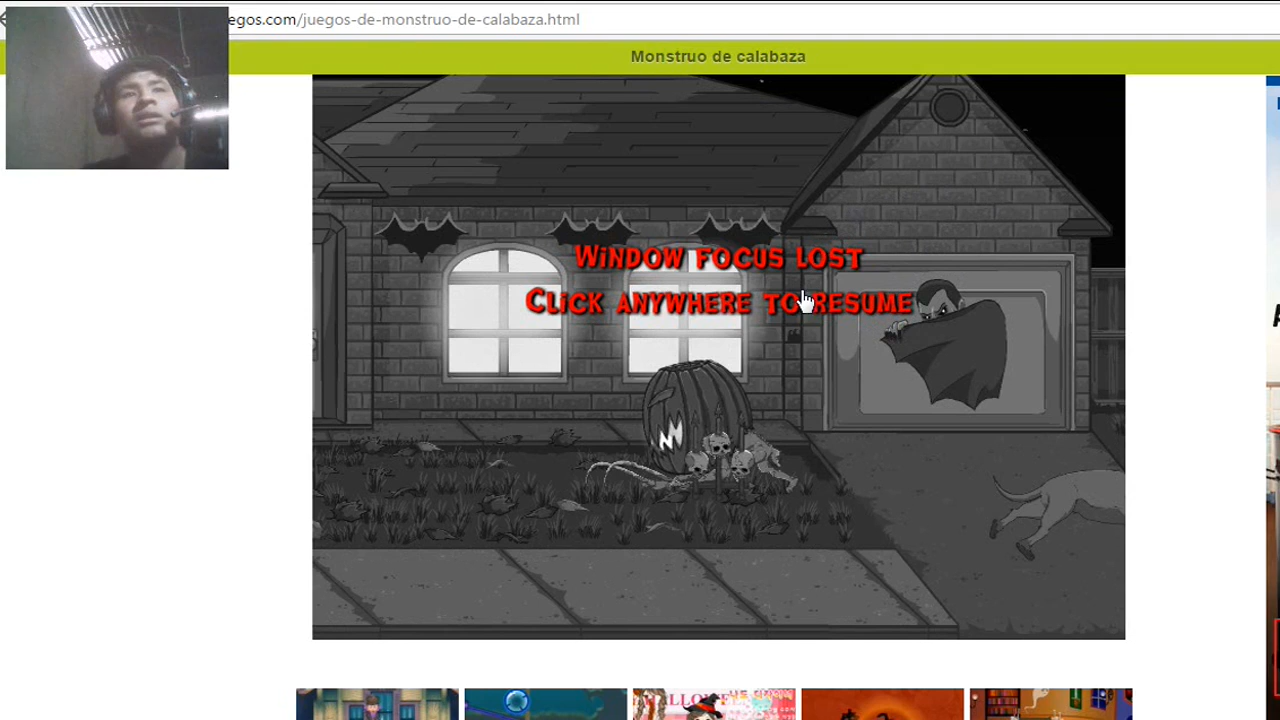 egos.com/juegos-de-monstruo-de-calabaza.html
Monstruo de calabaza
Window focus lost
Click anywhere to resume